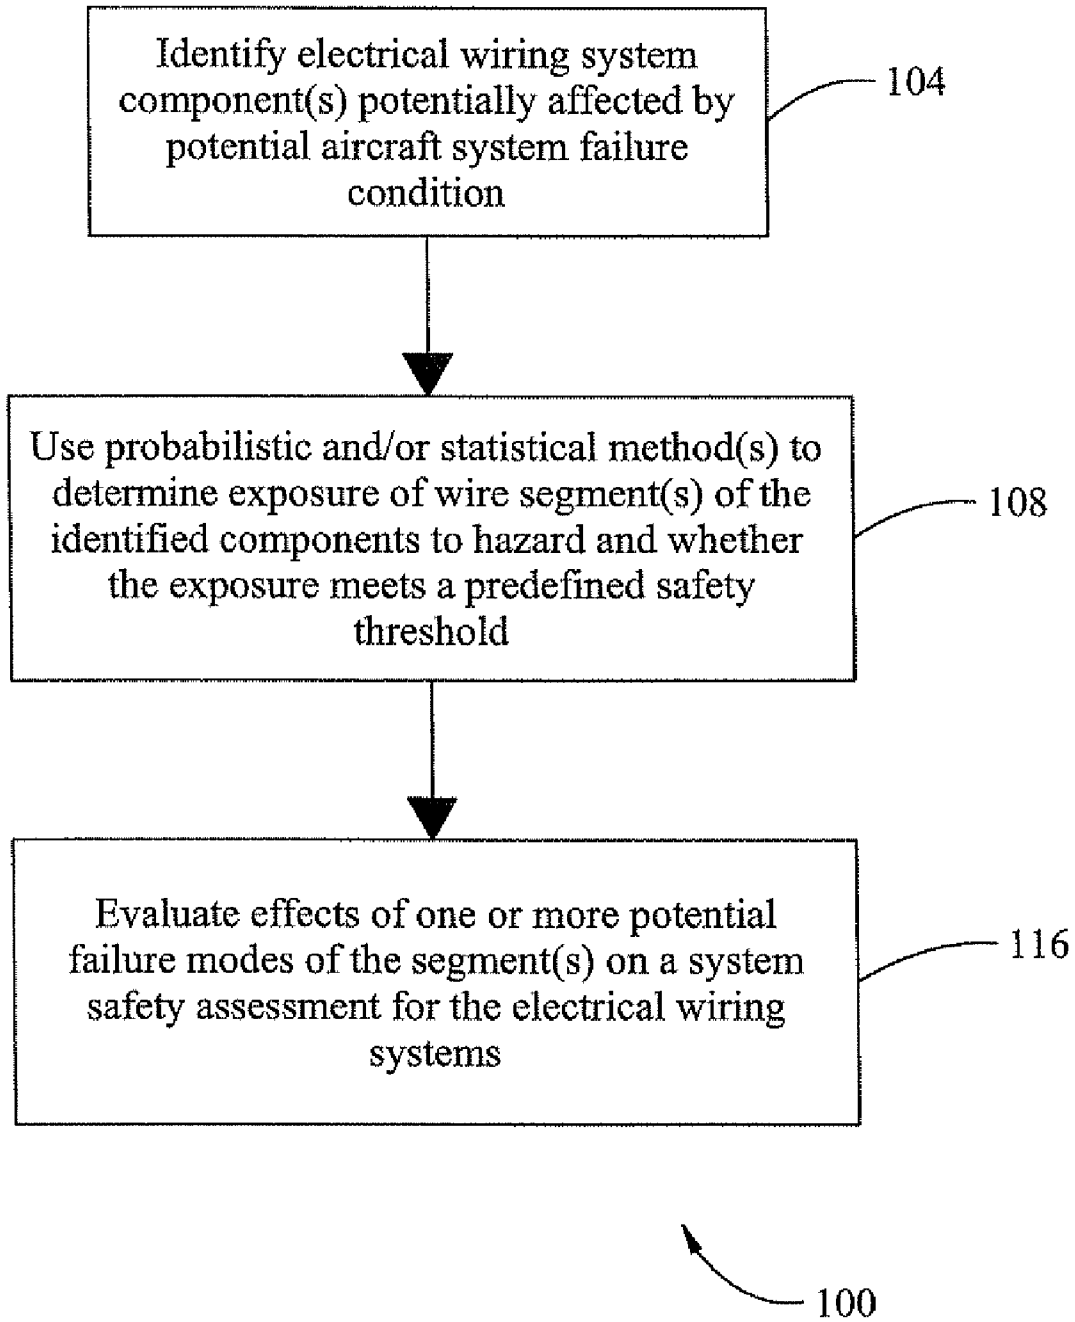 Identify electrical wiring system
component(s) potentially affected by
potential aircraft system failure
condition
104
Use probabilistic and/or statistical method(s) to
determine exposure of wire segment(s) of the
identified components to hazard and whether
the exposure meets a predefined safety
threshold
108
Evaluate effects of one or more potential
failure modes of the segment(s) on a system
safety assessment for the electrical wiring
systems
116
100